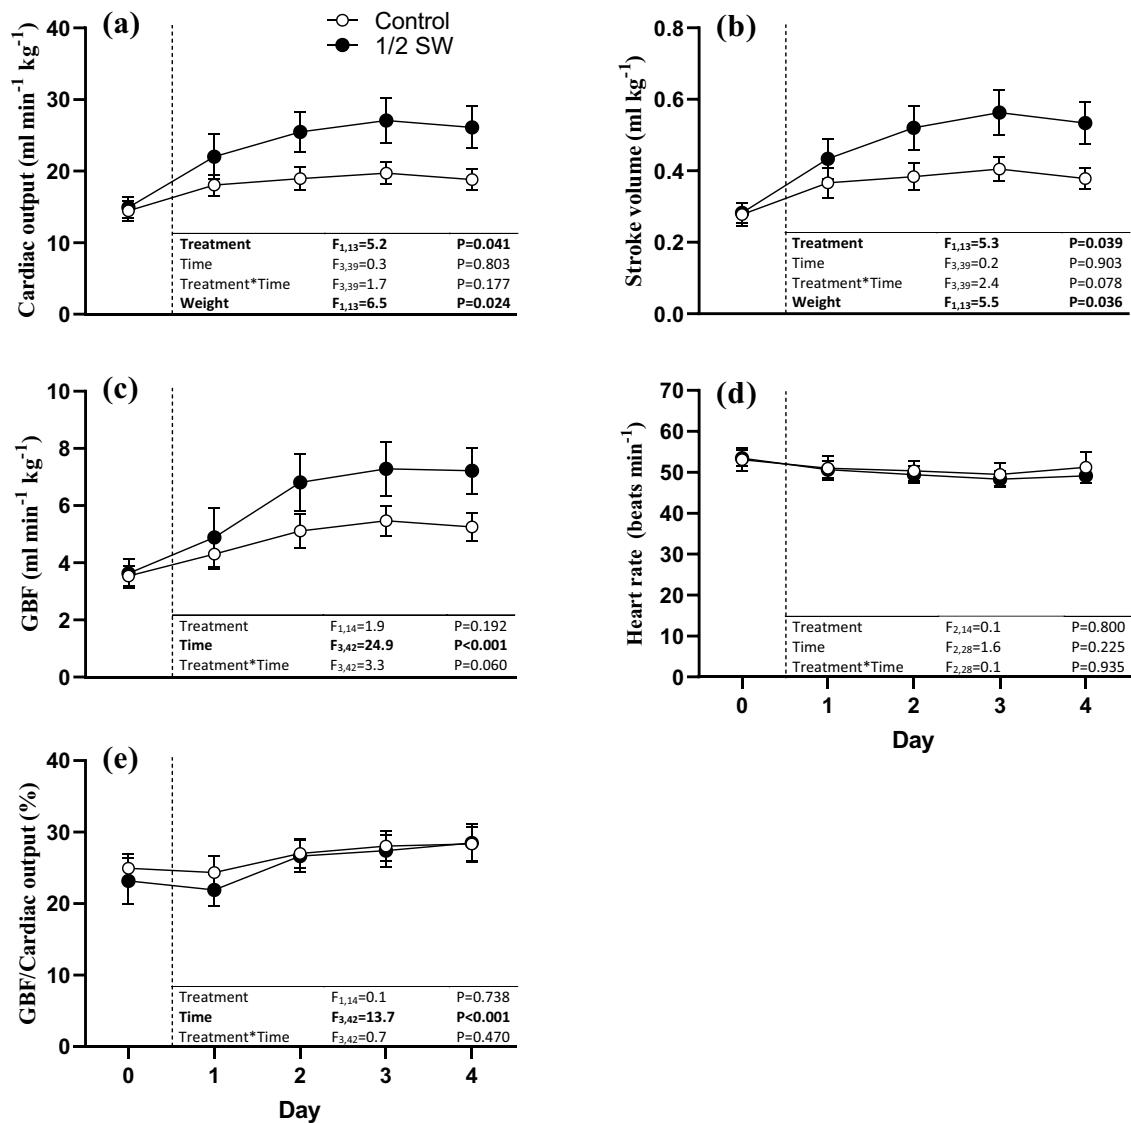 (a)
Control
1/2 SW
Cardiac output (ml min⁻¹ kg⁻¹)
40
30
20
10
0
Treatment F₁,₁₃=5.2 P=0.041
Time F₃,₃₉=0.3 P=0.803
Treatment*Time F₃,₃₉=1.7 P=0.177
Weight F₁,₁₃=6.5 P=0.024
(b)
Stroke volume (ml kg⁻¹)
0.8
0.6
0.4
0.2
0.0
Treatment F₁,₁₃=5.3 P=0.039
Time F₃,₃₉=0.2 P=0.903
Treatment*Time F₃,₃₉=2.4 P=0.078
Weight F₁,₁₃=5.5 P=0.036
(c)
GBF (ml min⁻¹ kg⁻¹)
10
8
6
4
2
0
Treatment F₁,₁₄=1.9 P=0.192
Time F₃,₄₂=24.9 P<0.001
Treatment*Time F₃,₄₂=3.3 P=0.060
(d)
Heart rate (beats min⁻¹)
70
60
50
40
30
20
10
0
Treatment F₂,₁₄=0.1 P=0.800
Time F₂,₂₈=1.6 P=0.225
Treatment*Time F₂,₂₈=0.1 P=0.935
0 1 2 3 4
Day
(e)
GBF/Cardiac output (%)
40
30
20
10
0
Treatment F₁,₁₄=0.1 P=0.738
Time F₃,₄₂=13.7 P<0.001
Treatment*Time F₃,₄₂=0.7 P=0.470
0 1 2 3 4
Day